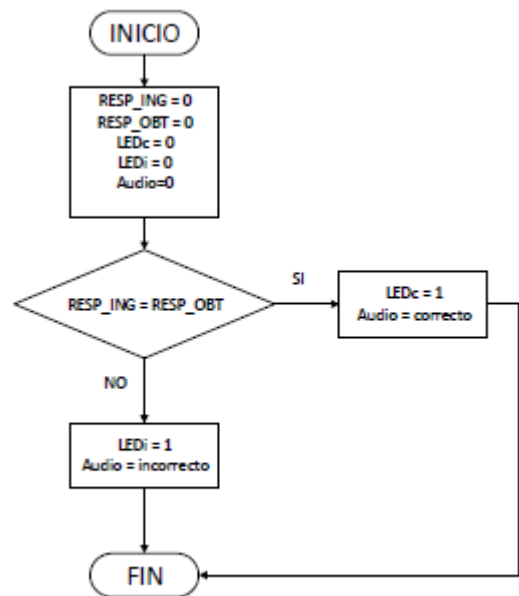 INICIO
RESP_ING = 0
RESP_OBT = 0
LEDc = 0
LEDi = 0
Audio=0
RESP_ING = RESP_OBT
SI
LEDc = 1
Audio = correcto
NO
LEDi = 1
Audio = incorrecto
FIN